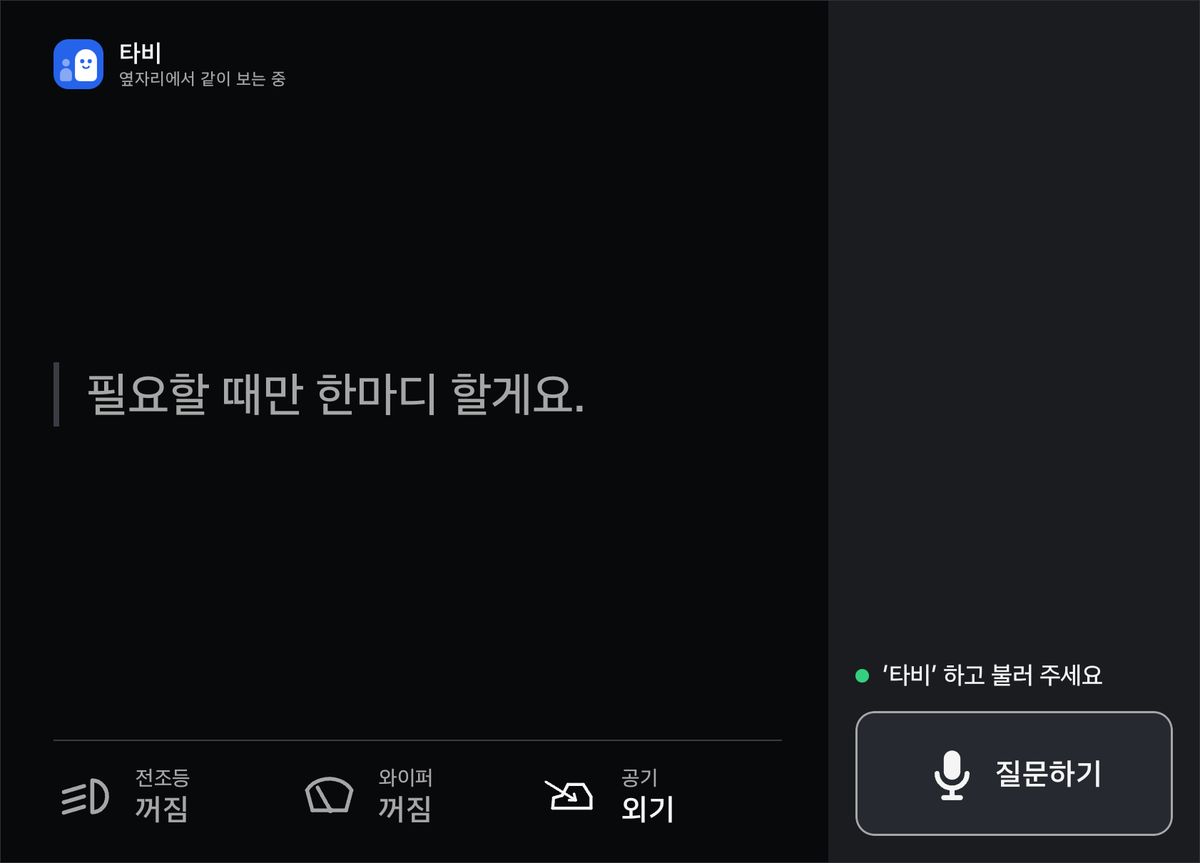 타비
옆자리에서 같이 보는 중
필요할 때만 한마디 할게요.
전조등
꺼짐
와이퍼
꺼짐
공기
외기
'타비' 하고 불러 주세요
질문하기